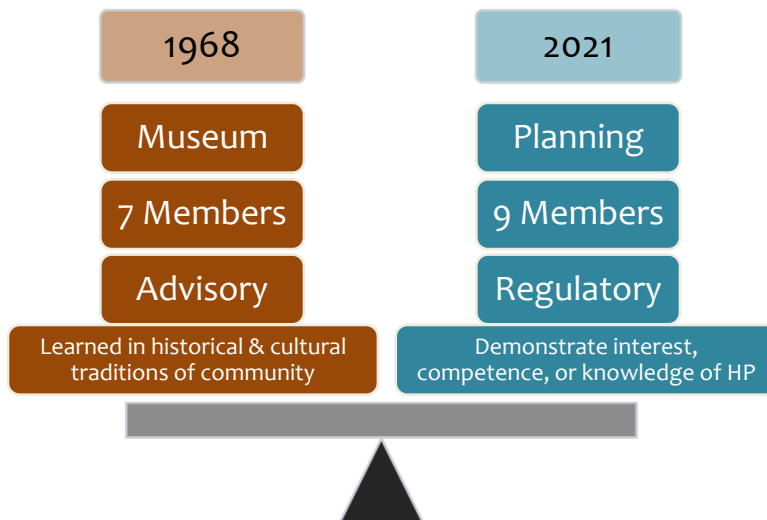 1968
Museum
7 Members
Advisory
Learned in historical & cultural
traditions of community
2021
Planning
9 Members
Regulatory
Demonstrate interest,
competence, or knowledge of HP